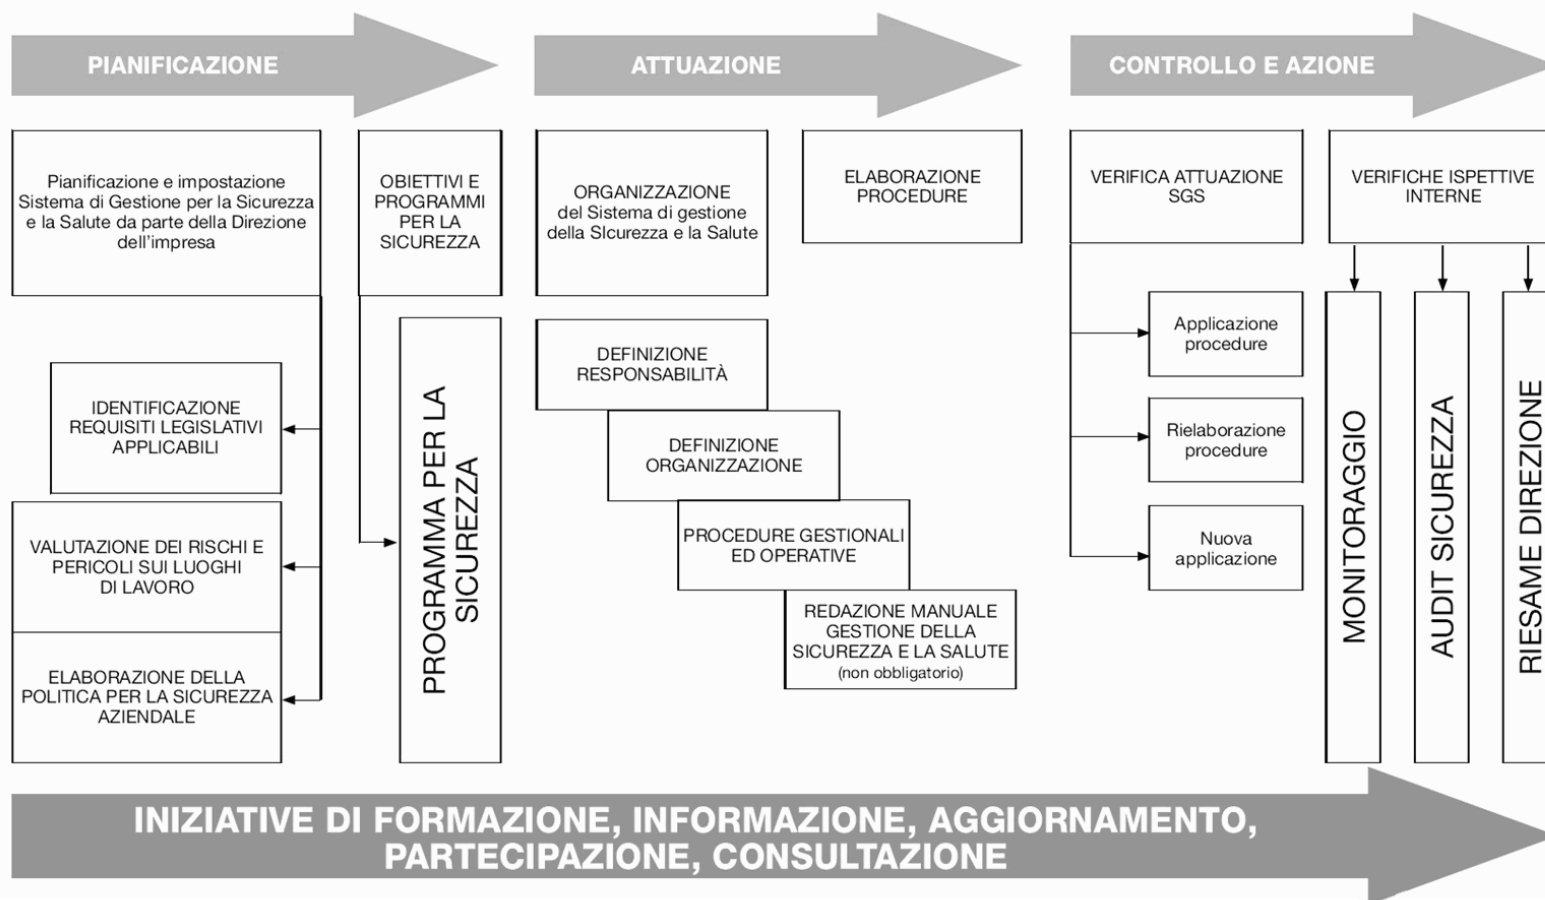 PIANIFICAZIONE
ATTUAZIONE
CONTROLLO E AZIONE
Pianificazione e impostazione
Sistema di Gestione per la Sicurezza
e la Salute da parte della Direzione
dell'impresa
OBIETTIVI E
PROGRAMMI
PER LA
SICUREZZA
ORGANIZZAZIONE
del Sistema di gestione
della SIcurezza e la Salute
ELABORAZIONE
PROCEDURE
VERIFICA ATTUAZIONE
SGS
VERIFICHE ISPETTIVE
INTERNE
IDENTIFICAZIONE
REQUISITI LEGISLATIVI
APPLICABILI
VALUTAZIONE DEI RISCHI E
PERICOLI SUI LUOGHI
DI LAVORO
ELABORAZIONE DELLA
POLITICA PER LA SICUREZZA
AZIENDALE
PROGRAMMA PER LA
SICUREZZA
DEFINIZIONE
RESPONSABILITÀ
DEFINIZIONE
ORGANIZZAZIONE
PROCEDURE GESTIONALI
ED OPERATIVE
REDAZIONE MANUALE
GESTIONE DELLA
SICUREZZA E LA SALUTE
(non obbligatorio)
Applicazione
procedure
Rielaborazione
procedure
Nuova
applicazione
MONITORAGGIO
AUDIT SICUREZZA
RIESAME DIREZIONE
INIZIATIVE DI FORMAZIONE, INFORMAZIONE, AGGIORNAMENTO,
PARTECIPAZIONE, CONSULTAZIONE